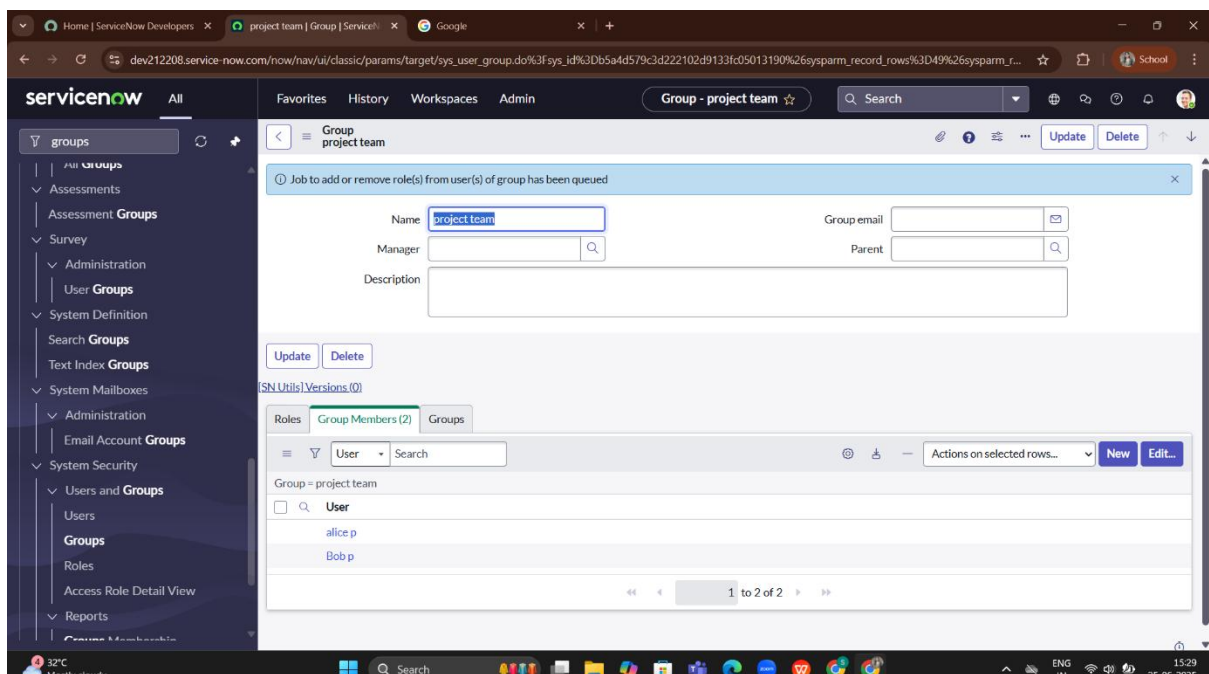 Home | ServiceNow Developers
project team | Group | ServiceN
Google
dev212208.service-now.com/now/nav/ui/classic/params/target/sys_user_group.do%3Fsys_id%3Db5a4d579c3d222102d9133fc05013190%26sysparm_record_rows%3D49%26sysparm_r...
School
servicenow
All
Favorites
History
Workspaces
Admin
Group - project team
Search
groups
All Groups
Assessments
Assessment Groups
Survey
Administration
User Groups
System Definition
Search Groups
Text Index Groups
System Mailboxes
Administration
Email Account Groups
System Security
Users and Groups
Users
Groups
Roles
Access Role Detail View
Reports
Groups Membership
Group
project team
Update
Delete
Job to add or remove role(s) from user(s) of group has been queued
Name
project team
Group email
Manager
Parent
Description
Update
Delete
[SN Utils] Versions (0)
Roles
Group Members (2)
Groups
User
Search
Actions on selected rows...
New
Edit...
Group = project team
User
alice p
Bob p
1 to 2 of 2
4
32°C
Search
ENG
15:29